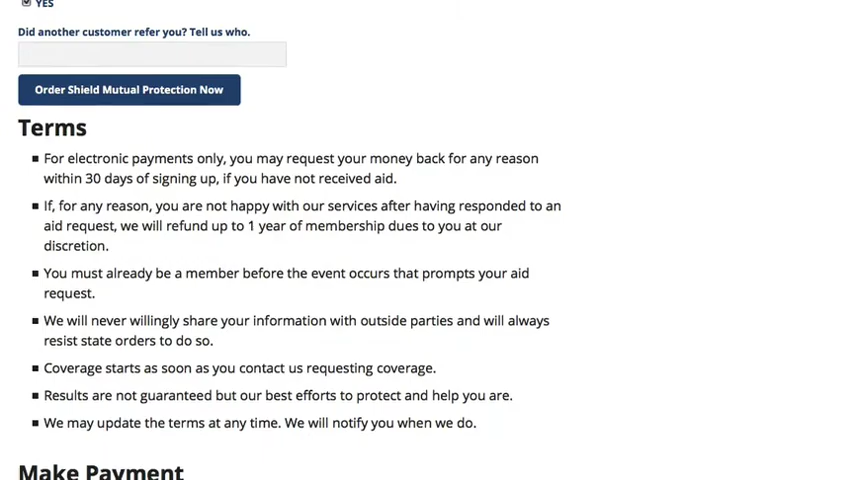 YES
Did another customer refer you? Tell us who.
Order Shield Mutual Protection Now
Terms
For electronic payments only, you may request your money back for any reason
within 30 days of signing up, if you have not received aid.
If, for any reason, you are not happy with our services after having responded to an
aid request, we will refund up to 1 year of membership dues to you at our
discretion.
You must already be a member before the event occurs that prompts your aid
request.
We will never willingly share your information with outside parties and will always
resist state orders to do so.
Coverage starts as soon as you contact us requesting coverage.
Results are not guaranteed but our best efforts to protect and help you are.
We may update the terms at any time. We will notify you when we do.
Make Payment